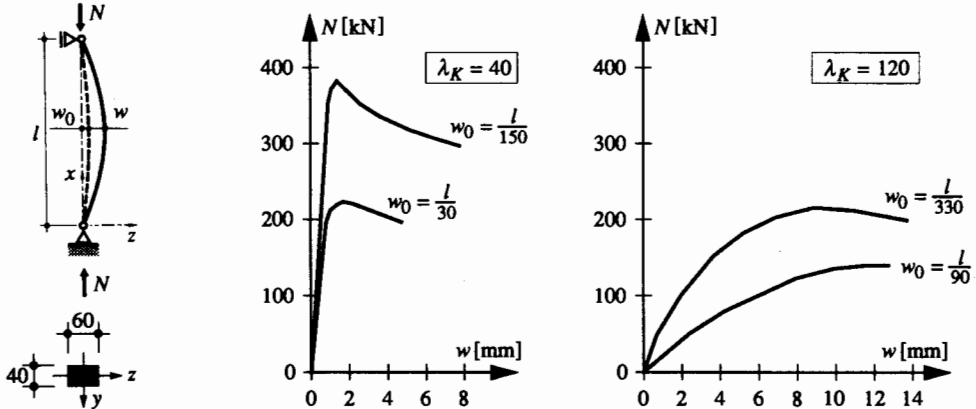 N
w₀
w
l
x
z
N
60
40
z
y
N [kN]
λ_K = 40
400
300
200
100
0
w₀ = l/150
w₀ = l/30
w [mm]
0 2 4 6 8
N [kN]
λ_K = 120
400
300
200
100
0
w₀ = l/330
w₀ = l/90
w [mm]
0 2 4 6 8 10 12 14